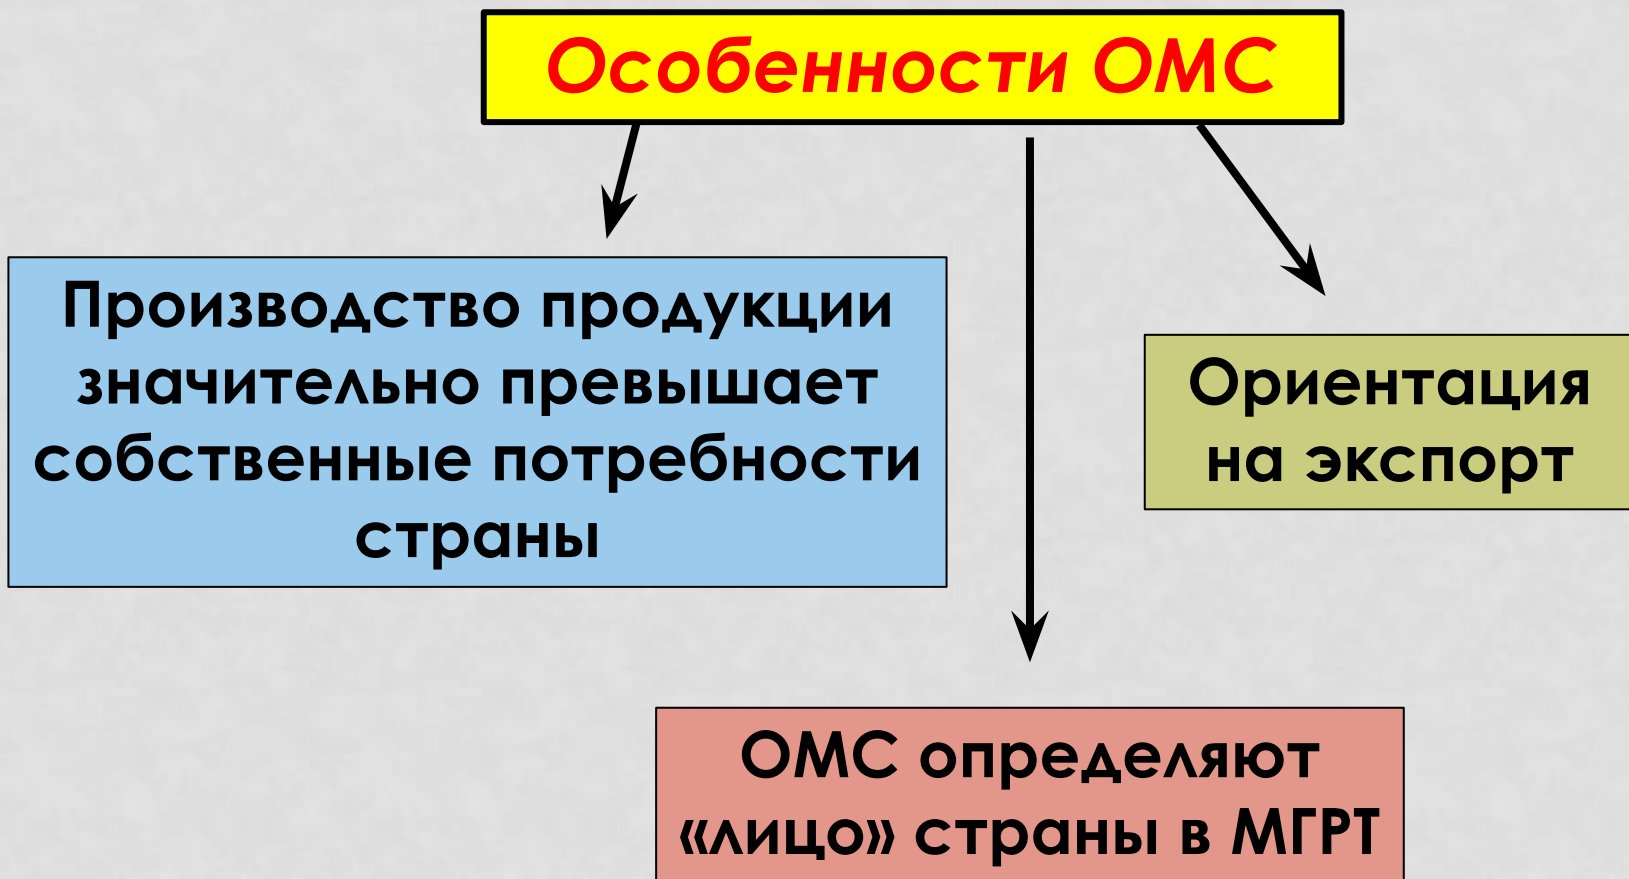 Особенности ОМС
Производство продукции
значительно превышает
собственные потребности
страны
Ориентация
на экспорт
ОМС определяют
«лицо» страны в МГРТ